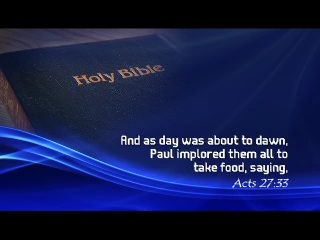 Holy Bible
And as day was about to dawn,
Paul implored them all to
take food, saying,
Acts 27:33